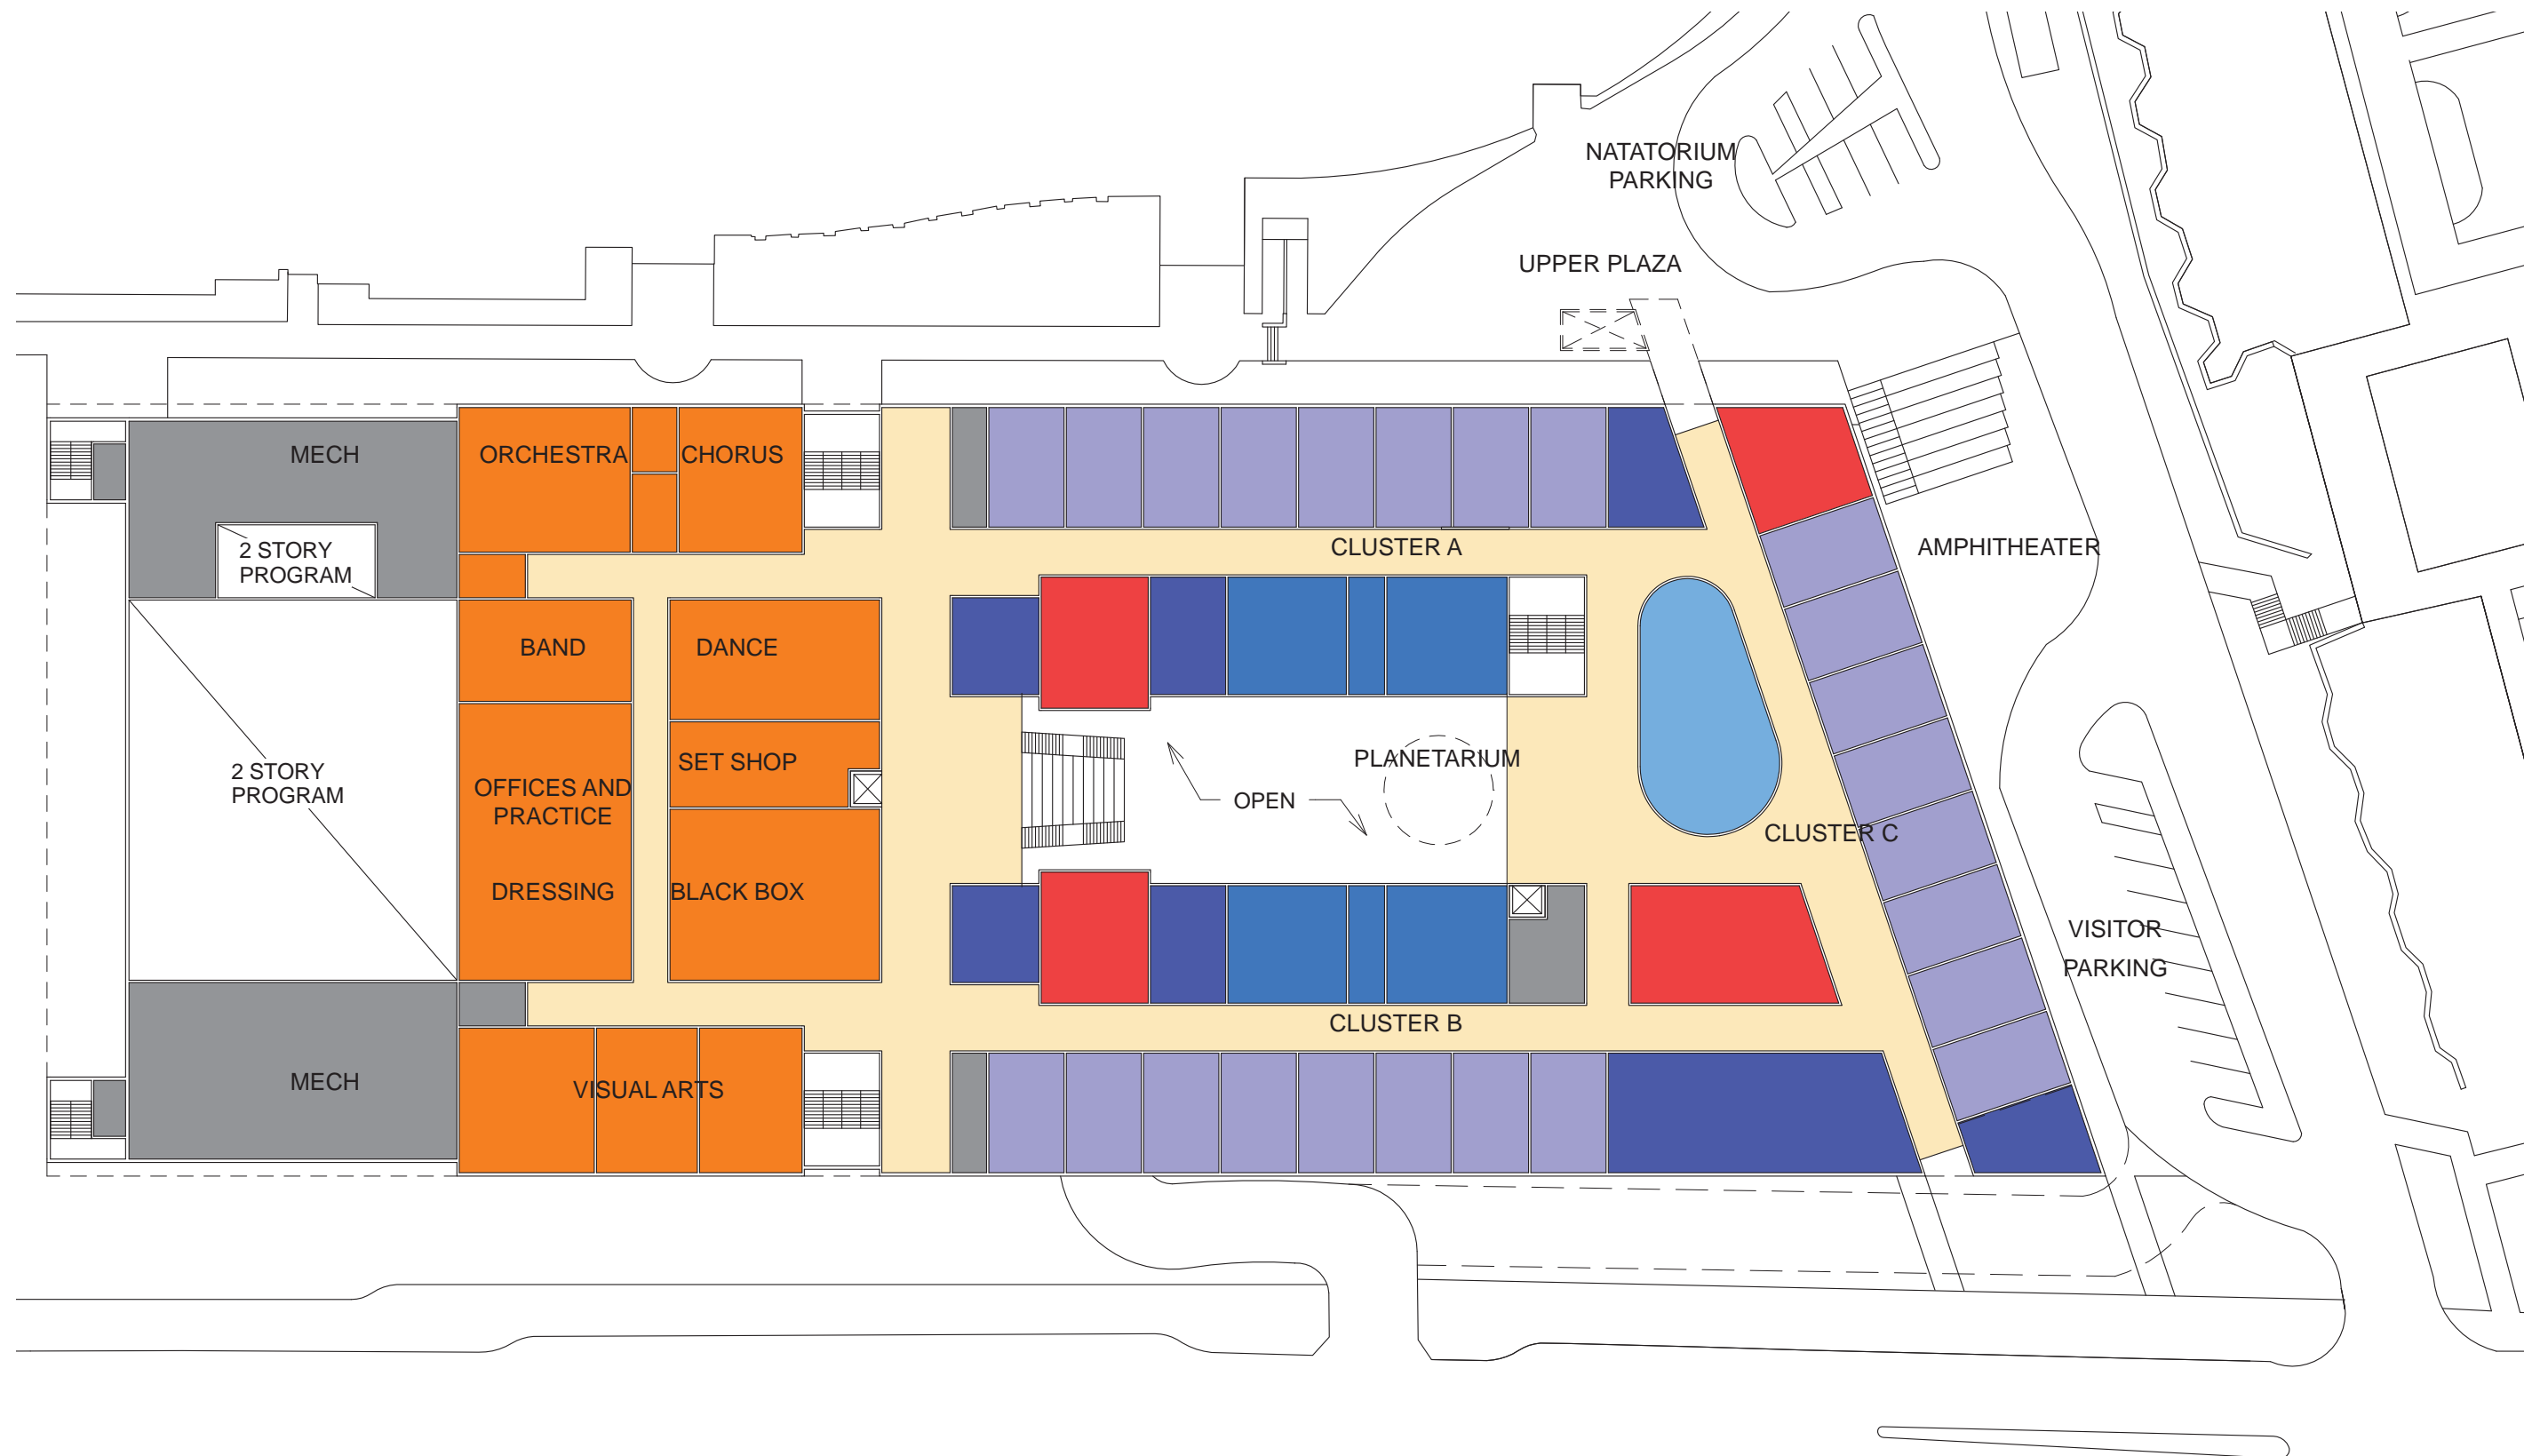 NATATORIUM
PARKING
UPPER PLAZA
MECH
ORCHESTRA
CHORUS
2 STORY
PROGRAM
CLUSTER A
AMPHITHEATER
BAND
DANCE
SET SHOP
PLANETARIUM
2 STORY
PROGRAM
OFFICES AND
PRACTICE
OPEN
CLUSTER C
DRESSING
BLACK BOX
VISITOR
PARKING
CLUSTER B
MECH
VISUAL ARTS